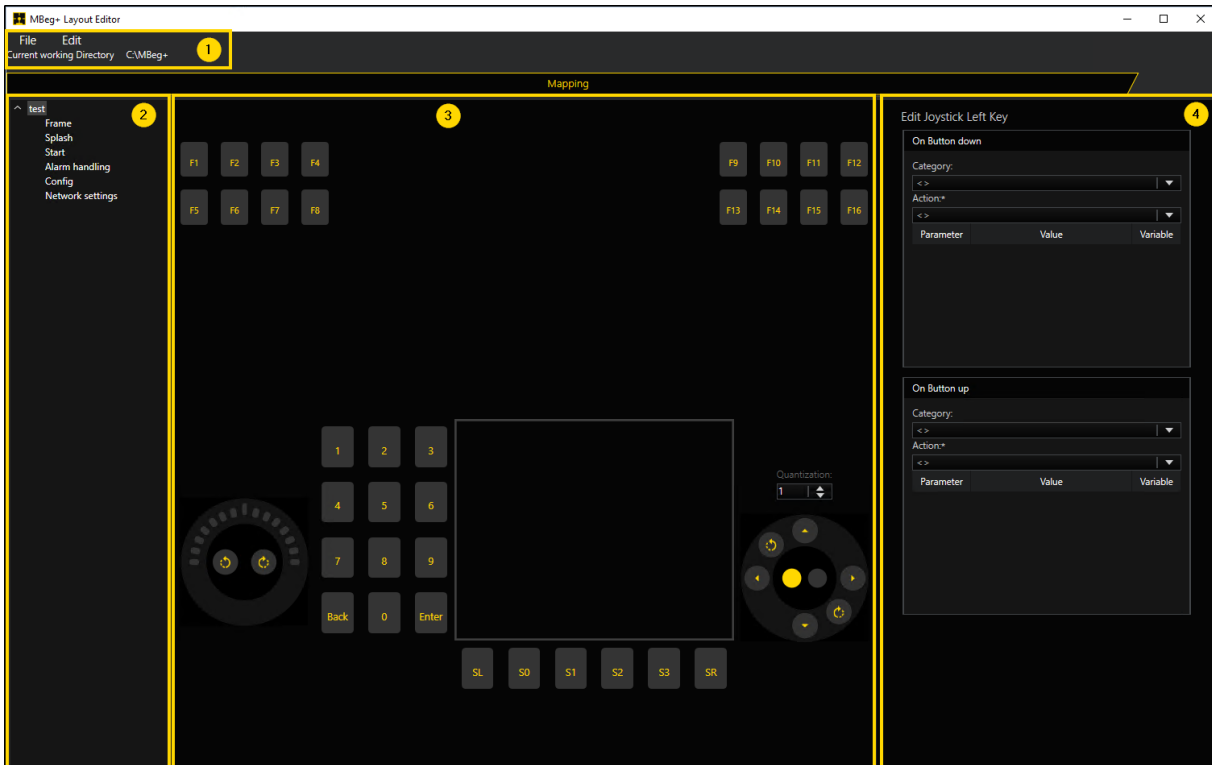 MBeg+ Layout Editor
File Edit
Current working Directory C:\MBeg+
1
Mapping
test
Frame
Splash
Start
Alarm handling
Config
Network settings
2
3
F1 F2 F3 F4
F9 F10 F11 F12
F5 F6 F7 F8
F13 F14 F15 F16
1 2 3
4 5 6
7 8 9
Back 0 Enter
Quantization:
1
SL S0 S1 S2 S3 SR
4
Edit Joystick Left Key
On Button down
Category:
<>
Action:*
<>
Parameter Value Variable
On Button up
Category:
<>
Action:*
<>
Parameter Value Variable